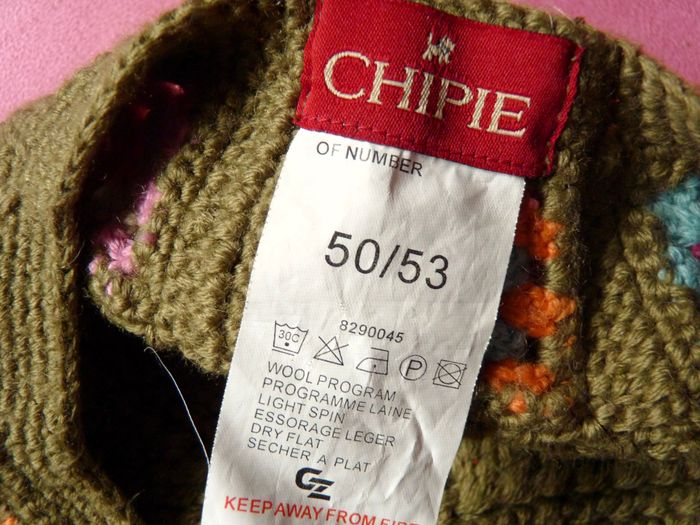 CHIPIE
OF NUMBER
50/53
8290045
30C
P
WOOL PROGRAM
PROGRAMME LAINE
LIGHT SPIN
ESSORAGE LEGER
DRY FLAT
SECHER A PLAT
CZ
KEEP AWAY FROM FIRE